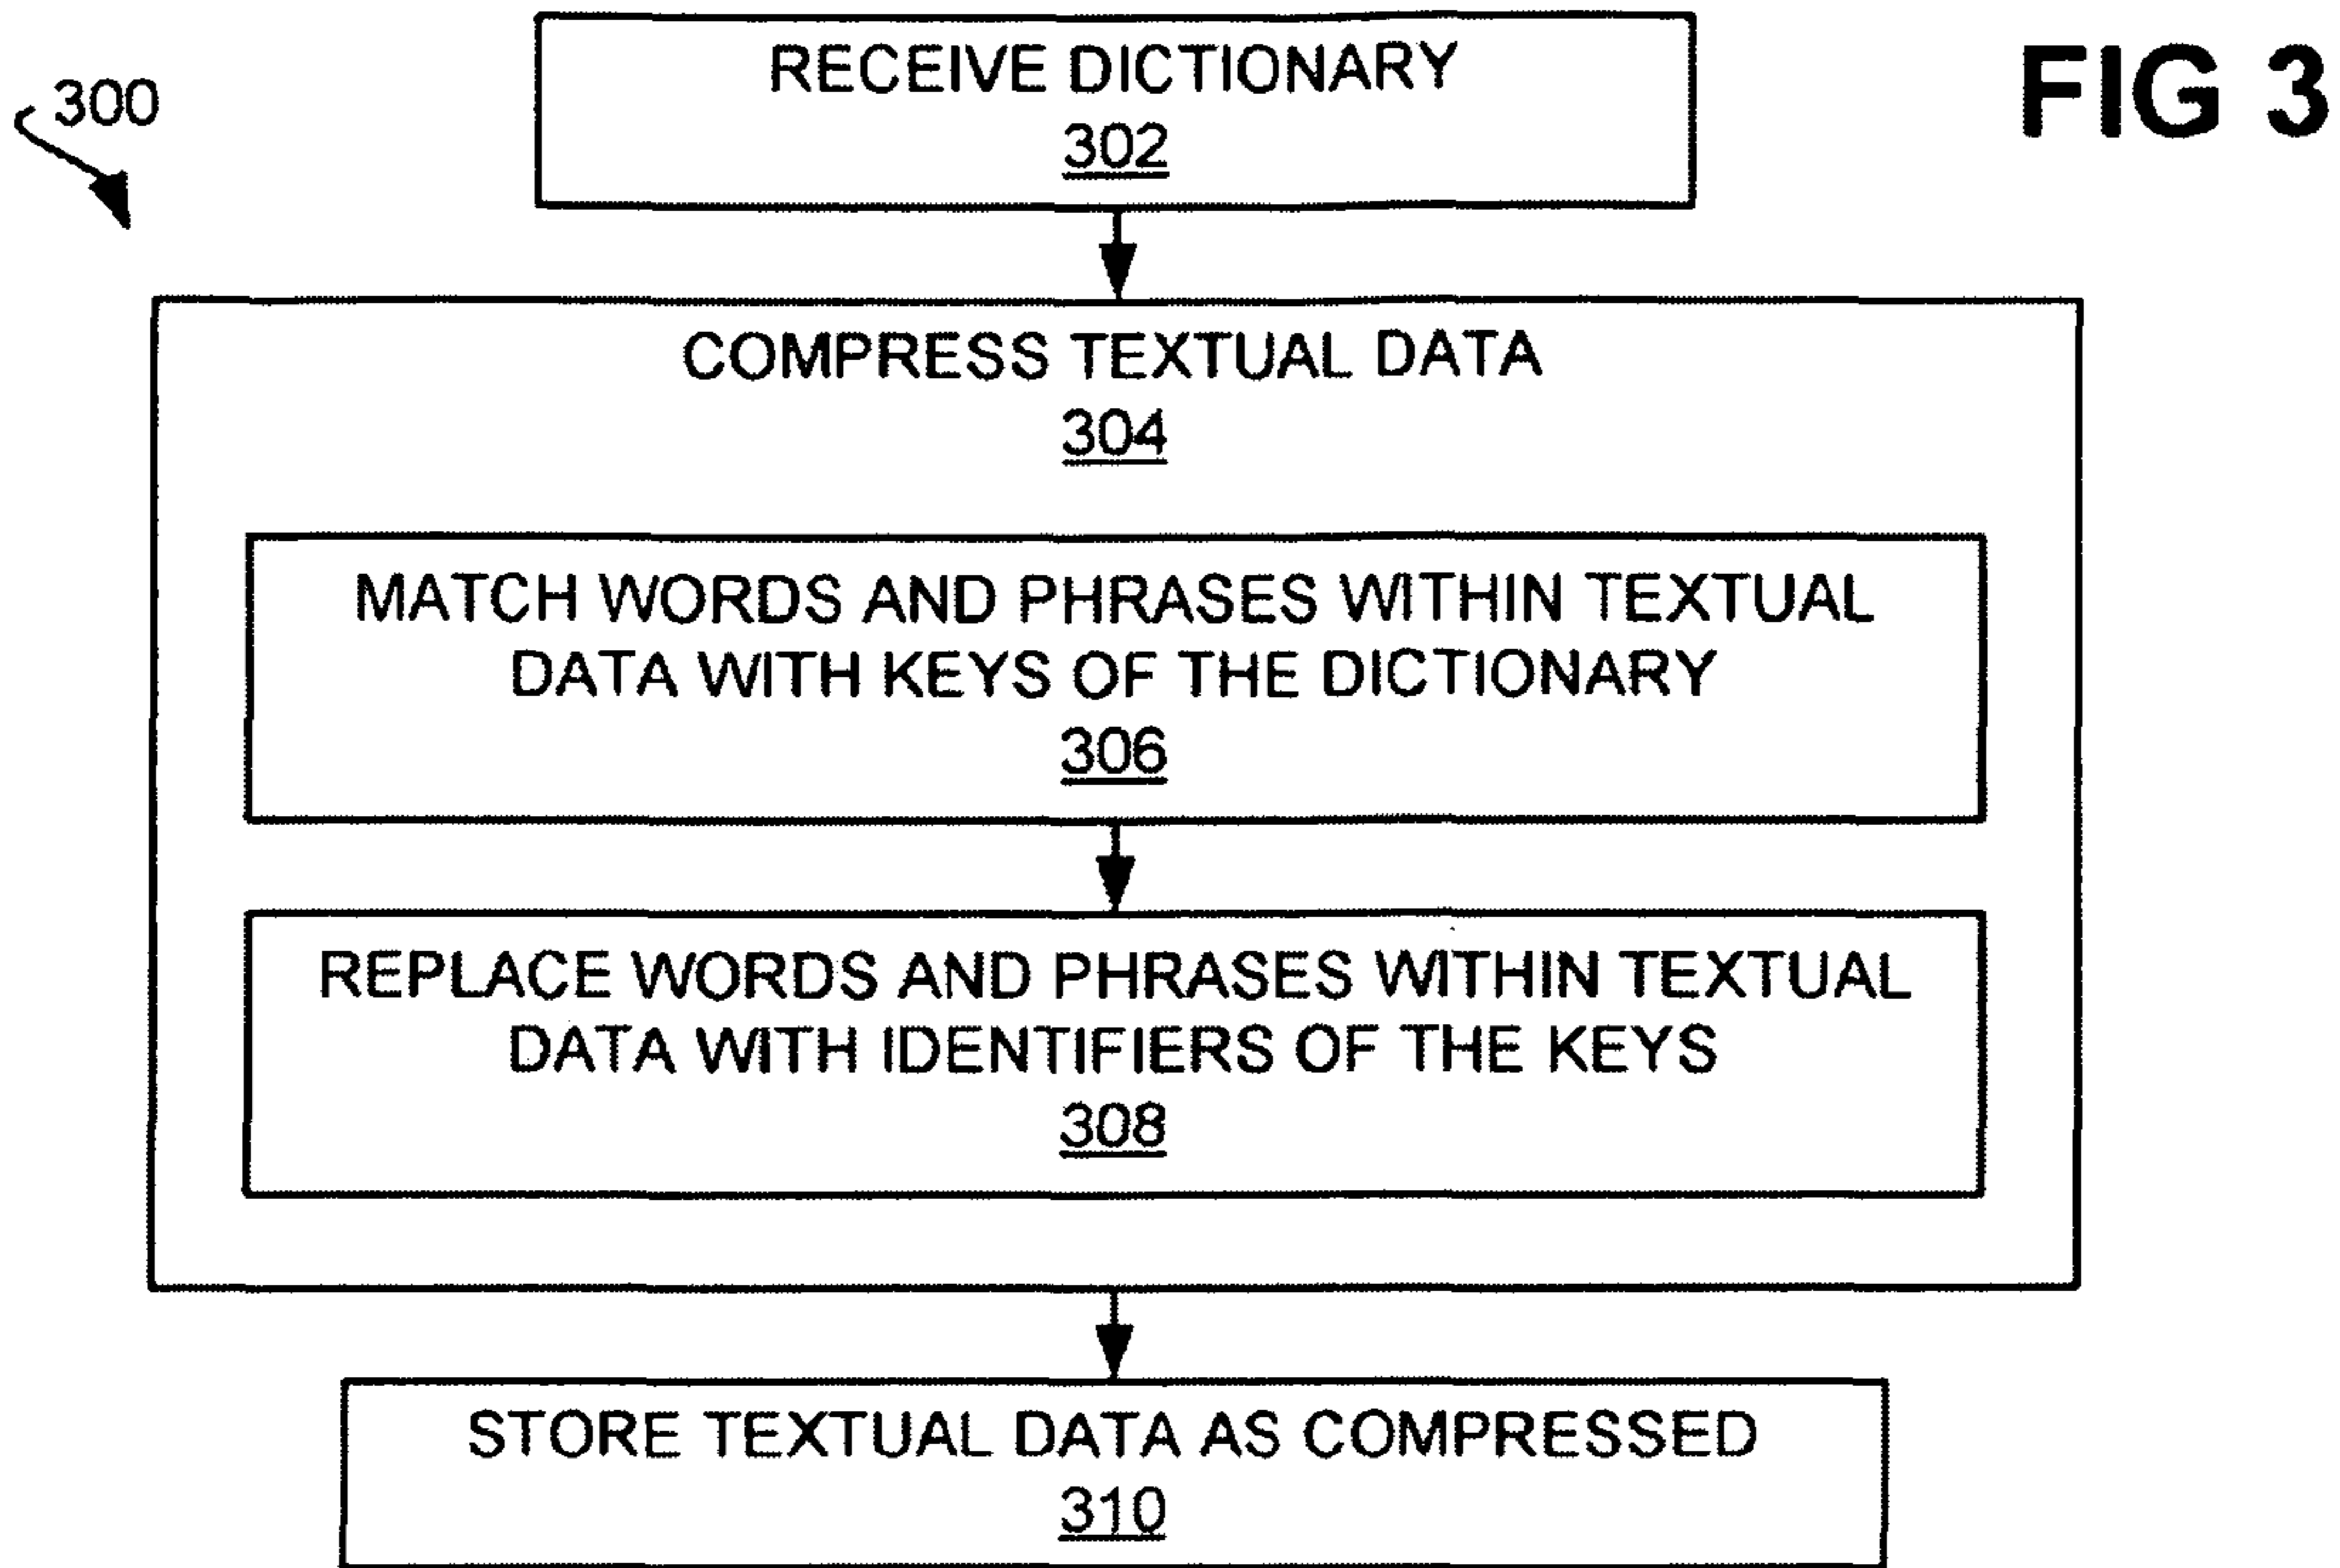 FIG 3
300
RECEIVE DICTIONARY
302
COMPRESS TEXTUAL DATA
304
MATCH WORDS AND PHRASES WITHIN TEXTUAL
DATA WITH KEYS OF THE DICTIONARY
306
REPLACE WORDS AND PHRASES WITHIN TEXTUAL
DATA WITH IDENTIFIERS OF THE KEYS
308
STORE TEXTUAL DATA AS COMPRESSED
310